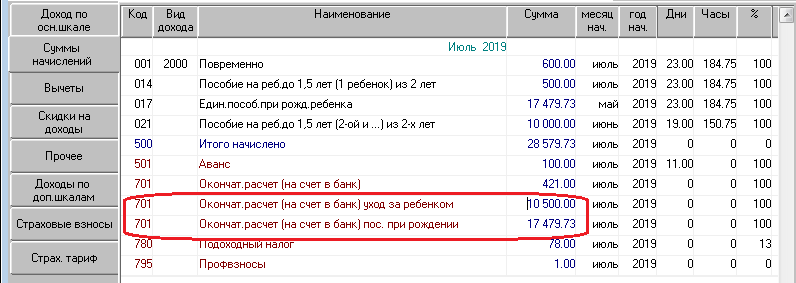 Доход по осн.шкале
Суммы начислений
Вычеты
Скидки на доходы
Прочее
Доходы по доп.шкалам
Страховые взносы
Страх. тариф
Код Вид дохода Наименование Сумма месяц нач. год нач. Дни Часы %
Июль 2019
001 2000 Повременно 600.00 июль 2019 23.00 184.75 100
014 Пособие на реб.до 1,5 лет (1 ребенок) из 2 лет 500.00 июль 2019 23.00 184.75 100
017 Един.пособ.при рожд.ребенка 17 479.73 май 2019 23.00 184.75 100
021 Пособие на реб.до 1,5 лет (2-ой и ...) из 2-х лет 10 000.00 июнь 2019 19.00 150.75 100
500 Итого начислено 28 579.73 июль 2019 0 0 0
501 Аванс 100.00 июль 2019 11.00 0 100
701 Окончат.расчет (на счет в банк) 421.00 июль 2019 0 0 100
701 Окончат.расчет (на счет в банк) уход за ребенком 10 500.00 июль 2019 0 0 100
701 Окончат.расчет (на счет в банк) пос. при рождении 17 479.73 июль 2019 0 0 100
780 Подоходный налог 78.00 июль 2019 0 0 13
795 Профвзносы 1.00 июль 2019 0 0 100